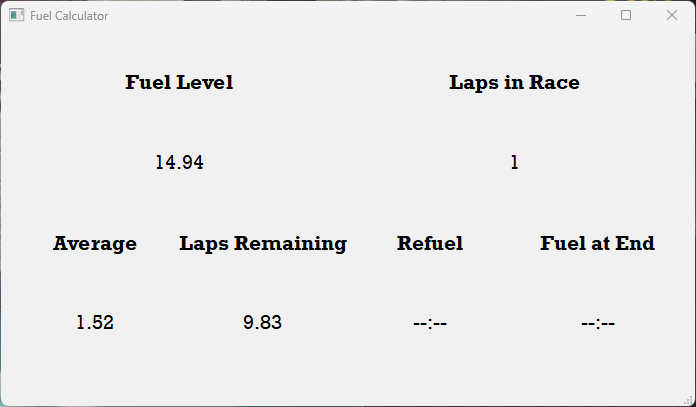 Fuel Calculator
Fuel Level Laps in Race
14.94 1
Average Laps Remaining Refuel Fuel at End
1.52 9.83 --:-- --:--